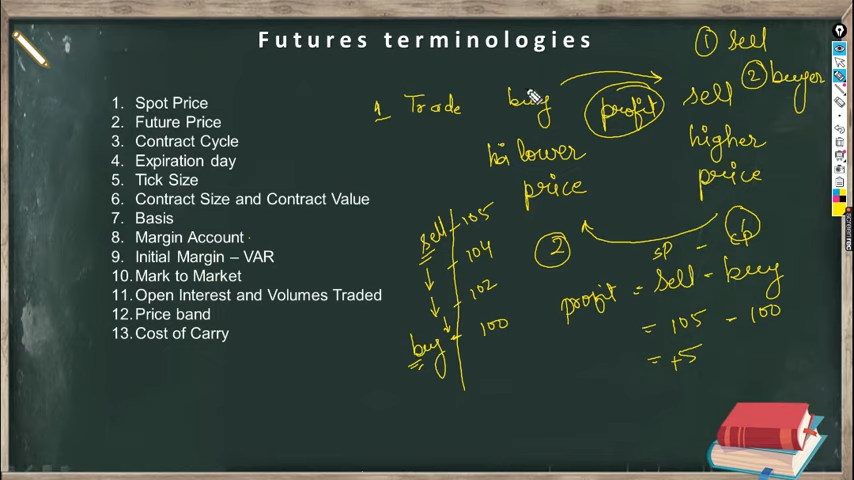 Futures terminologies
1. Spot Price
2. Future Price
3. Contract Cycle
4. Expiration day
5. Tick Size
6. Contract Size and Contract Value
7. Basis
8. Margin Account
9. Initial Margin – VAR
10. Mark to Market
11. Open Interest and Volumes Traded
12. Price band
13. Cost of Carry
① sell
② buyer
1 Trade buy profit sell
lower price
higher price
sell 105
104
102
buy 100
②
SP - CP
profit = sell - buy
= 105 - 100
= +5